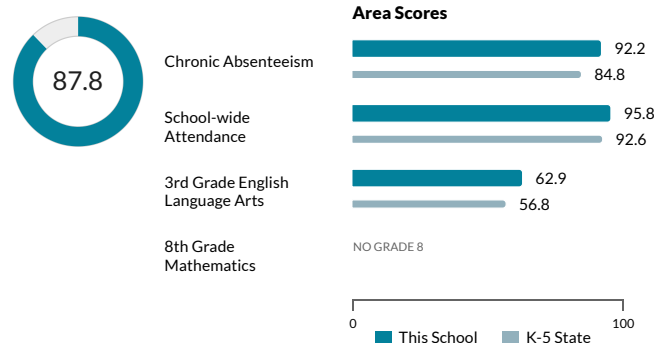 Area Scores
87.8
Chronic Absenteeism
92.2
84.8
School-wide
Attendance
95.8
92.6
3rd Grade English
Language Arts
62.9
56.8
8th Grade
Mathematics
NO GRADE 8
0
100
This School
K-5 State